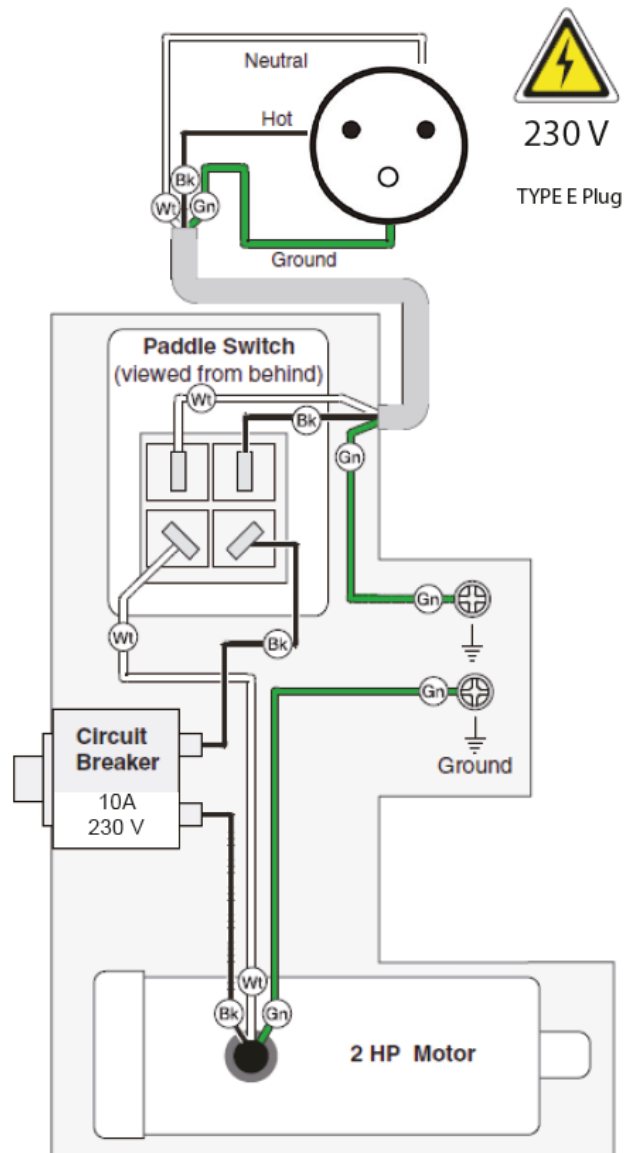 Neutral
Hot
230 V
TYPE E Plug
Bk
Wt
Gn
Ground
Paddle Switch
(viewed from behind)
Wt
Bk
Gn
Gn
Wt
Bk
Gn
Circuit
Breaker
Ground
10A
230 V
Wt
Bk
Gn
2 HP Motor